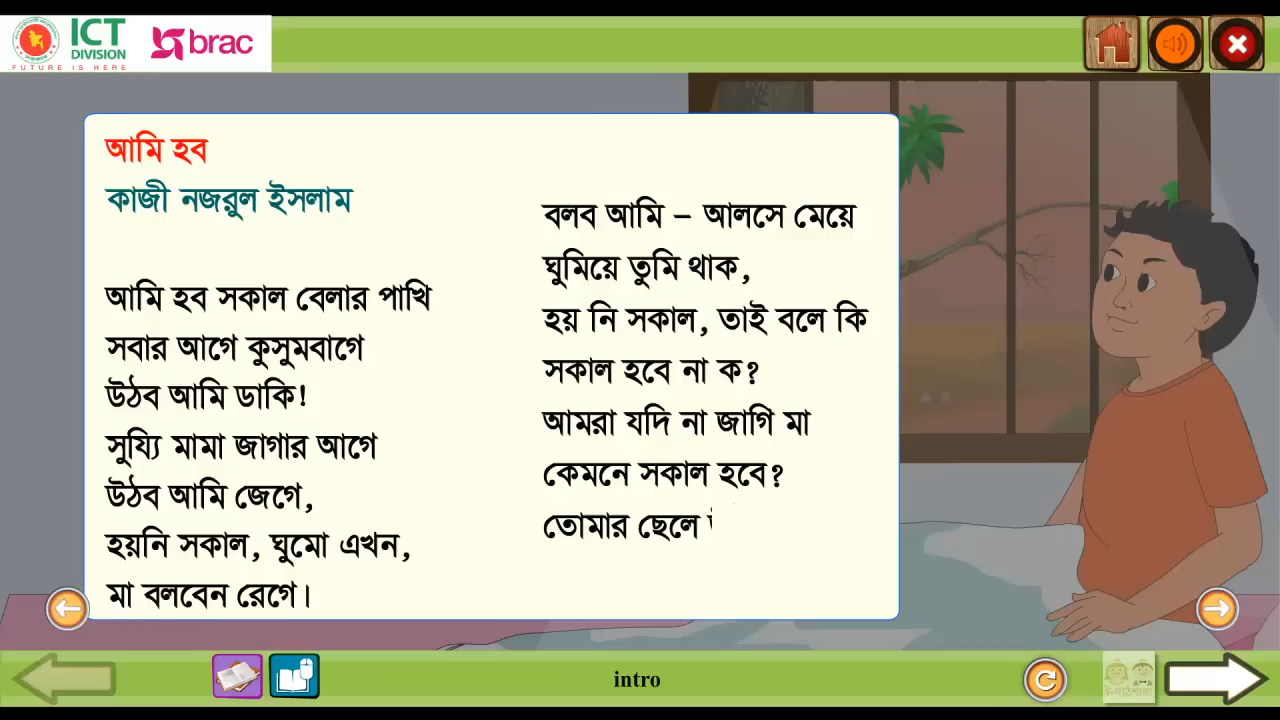 ICT
DIVISION
FUTURE IS HERE
brac
আমি হব
কাজী নজরুল ইসলাম
আমি হব সকাল বেলার পাখি
সবার আগে কুসুমবাগে
উঠব আমি ডাকি!
সুয্যি মামা জাগার আগে
উঠব আমি জেগে,
হয়নি সকাল, ঘুমো এখন,
মা বলবেন রেগে।
বলব আমি – আলসে মেয়ে
ঘুমিয়ে তুমি থাক,
হয় নি সকাল, তাই বলে কি
সকাল হবে না ক?
আমরা যদি না জাগি মা
কেমনে সকাল হবে?
তোমার ছেলে
intro
ই-পাঠশালা